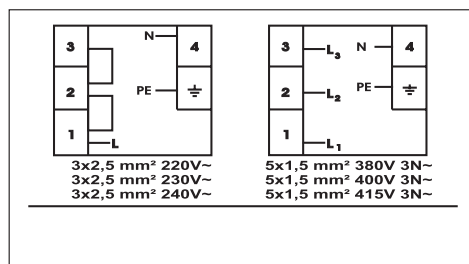 3 N 4
2 PE
1 L
3x2,5 mm² 220V~
3x2,5 mm² 230V~
3x2,5 mm² 240V~
3 L3 N 4
2 L2 PE
1 L1
5x1,5 mm² 380V 3N~
5x1,5 mm² 400V 3N~
5x1,5 mm² 415V 3N~